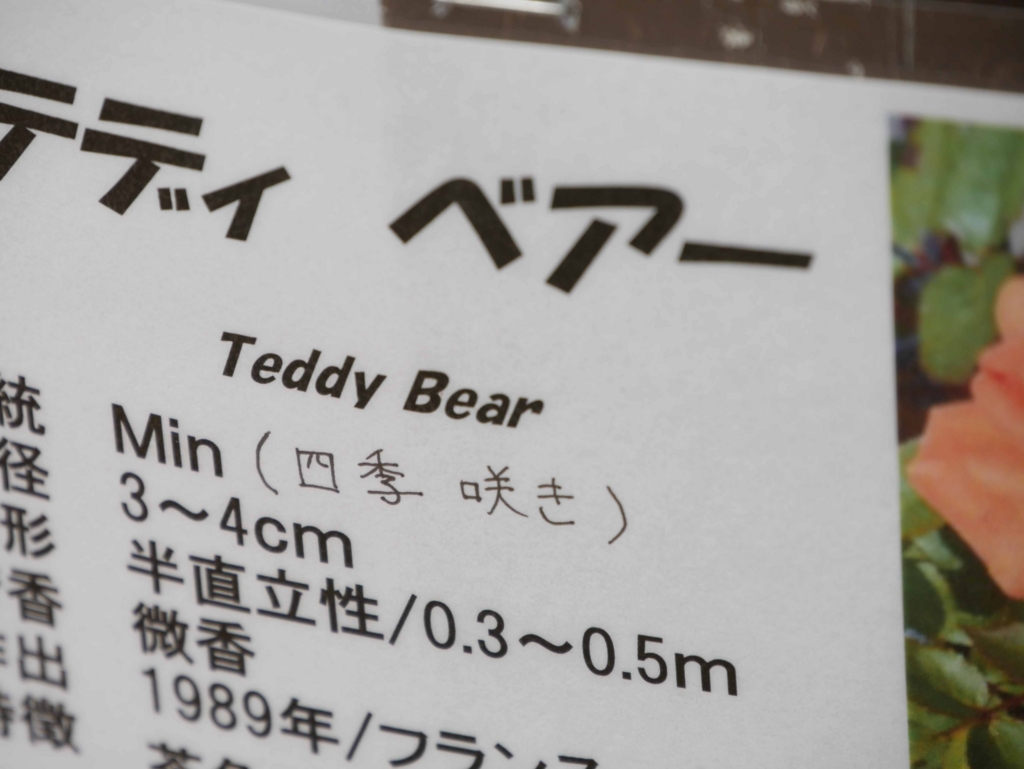 テディ ベアー
Teddy Bear
統 Min (四季咲き)
径 3～4cm
形 半直立性/0.3～0.5m
香 微香
出 1989年/フラン
特徴